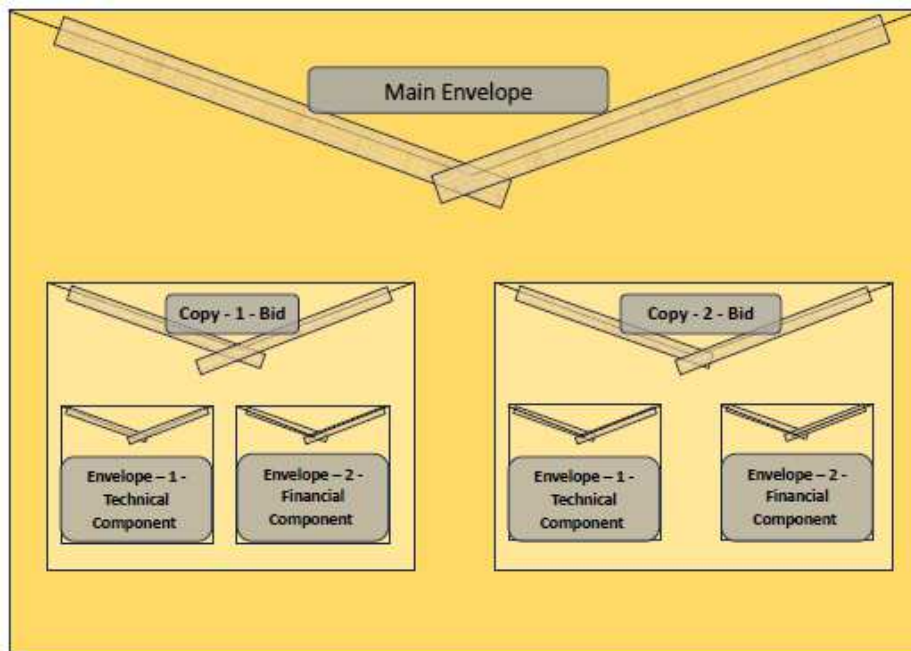 Main Envelope
Copy - 1 - Bid
Copy - 2 - Bid
Envelope – 1 -
Technical
Component
Envelope – 2 -
Financial
Component
Envelope – 1 -
Technical
Component
Envelope – 2 -
Financial
Component